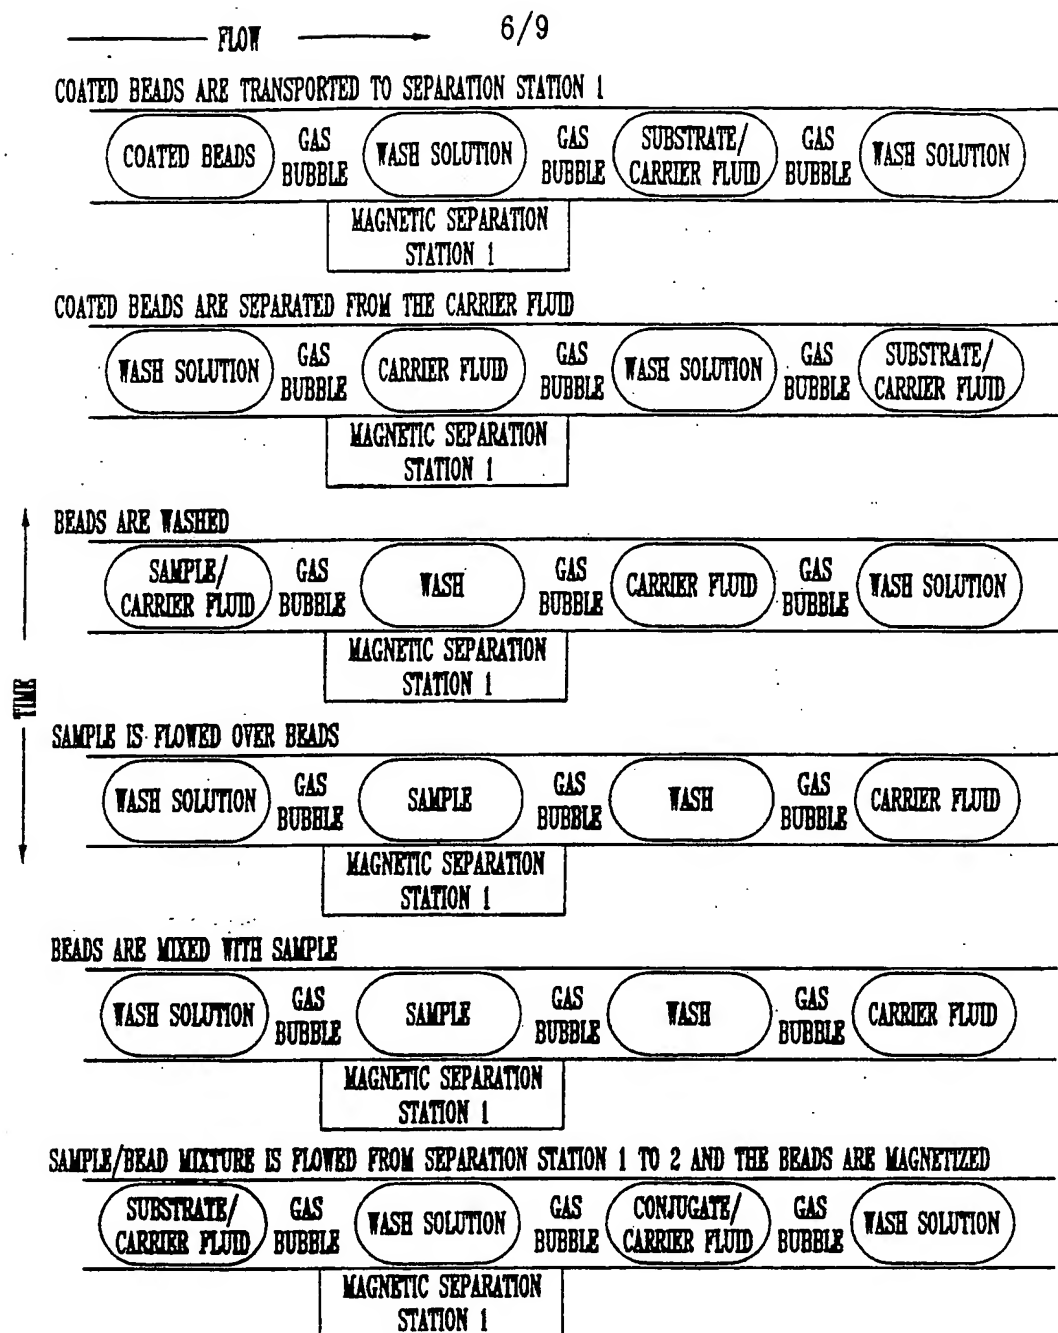 FLOW 6/9
COATED BEADS ARE TRANSPORTED TO SEPARATION STATION 1
COATED BEADS
GAS
BUBBLE
WASH SOLUTION
GAS
BUBBLE
SUBSTRATE/
CARRIER FLUID
GAS
BUBBLE
WASH SOLUTION
MAGNETIC SEPARATION
STATION 1
COATED BEADS ARE SEPARATED FROM THE CARRIER FLUID
WASH SOLUTION
GAS
BUBBLE
CARRIER FLUID
GAS
BUBBLE
WASH SOLUTION
GAS
BUBBLE
SUBSTRATE/
CARRIER FLUID
MAGNETIC SEPARATION
STATION 1
TIME
BEADS ARE WASHED
SAMPLE/
CARRIER FLUID
GAS
BUBBLE
WASH
GAS
BUBBLE
CARRIER FLUID
GAS
BUBBLE
WASH SOLUTION
MAGNETIC SEPARATION
STATION 1
SAMPLE IS FLOWED OVER BEADS
WASH SOLUTION
GAS
BUBBLE
SAMPLE
GAS
BUBBLE
WASH
GAS
BUBBLE
CARRIER FLUID
MAGNETIC SEPARATION
STATION 1
BEADS ARE MIXED WITH SAMPLE
WASH SOLUTION
GAS
BUBBLE
SAMPLE
GAS
BUBBLE
WASH
GAS
BUBBLE
CARRIER FLUID
MAGNETIC SEPARATION
STATION 1
SAMPLE/BEAD MIXTURE IS FLOWED FROM SEPARATION STATION 1 TO 2 AND THE BEADS ARE MAGNETIZED
SUBSTRATE/
CARRIER FLUID
GAS
BUBBLE
WASH SOLUTION
GAS
BUBBLE
CONJUGATE/
CARRIER FLUID
GAS
BUBBLE
WASH SOLUTION
MAGNETIC SEPARATION
STATION 1